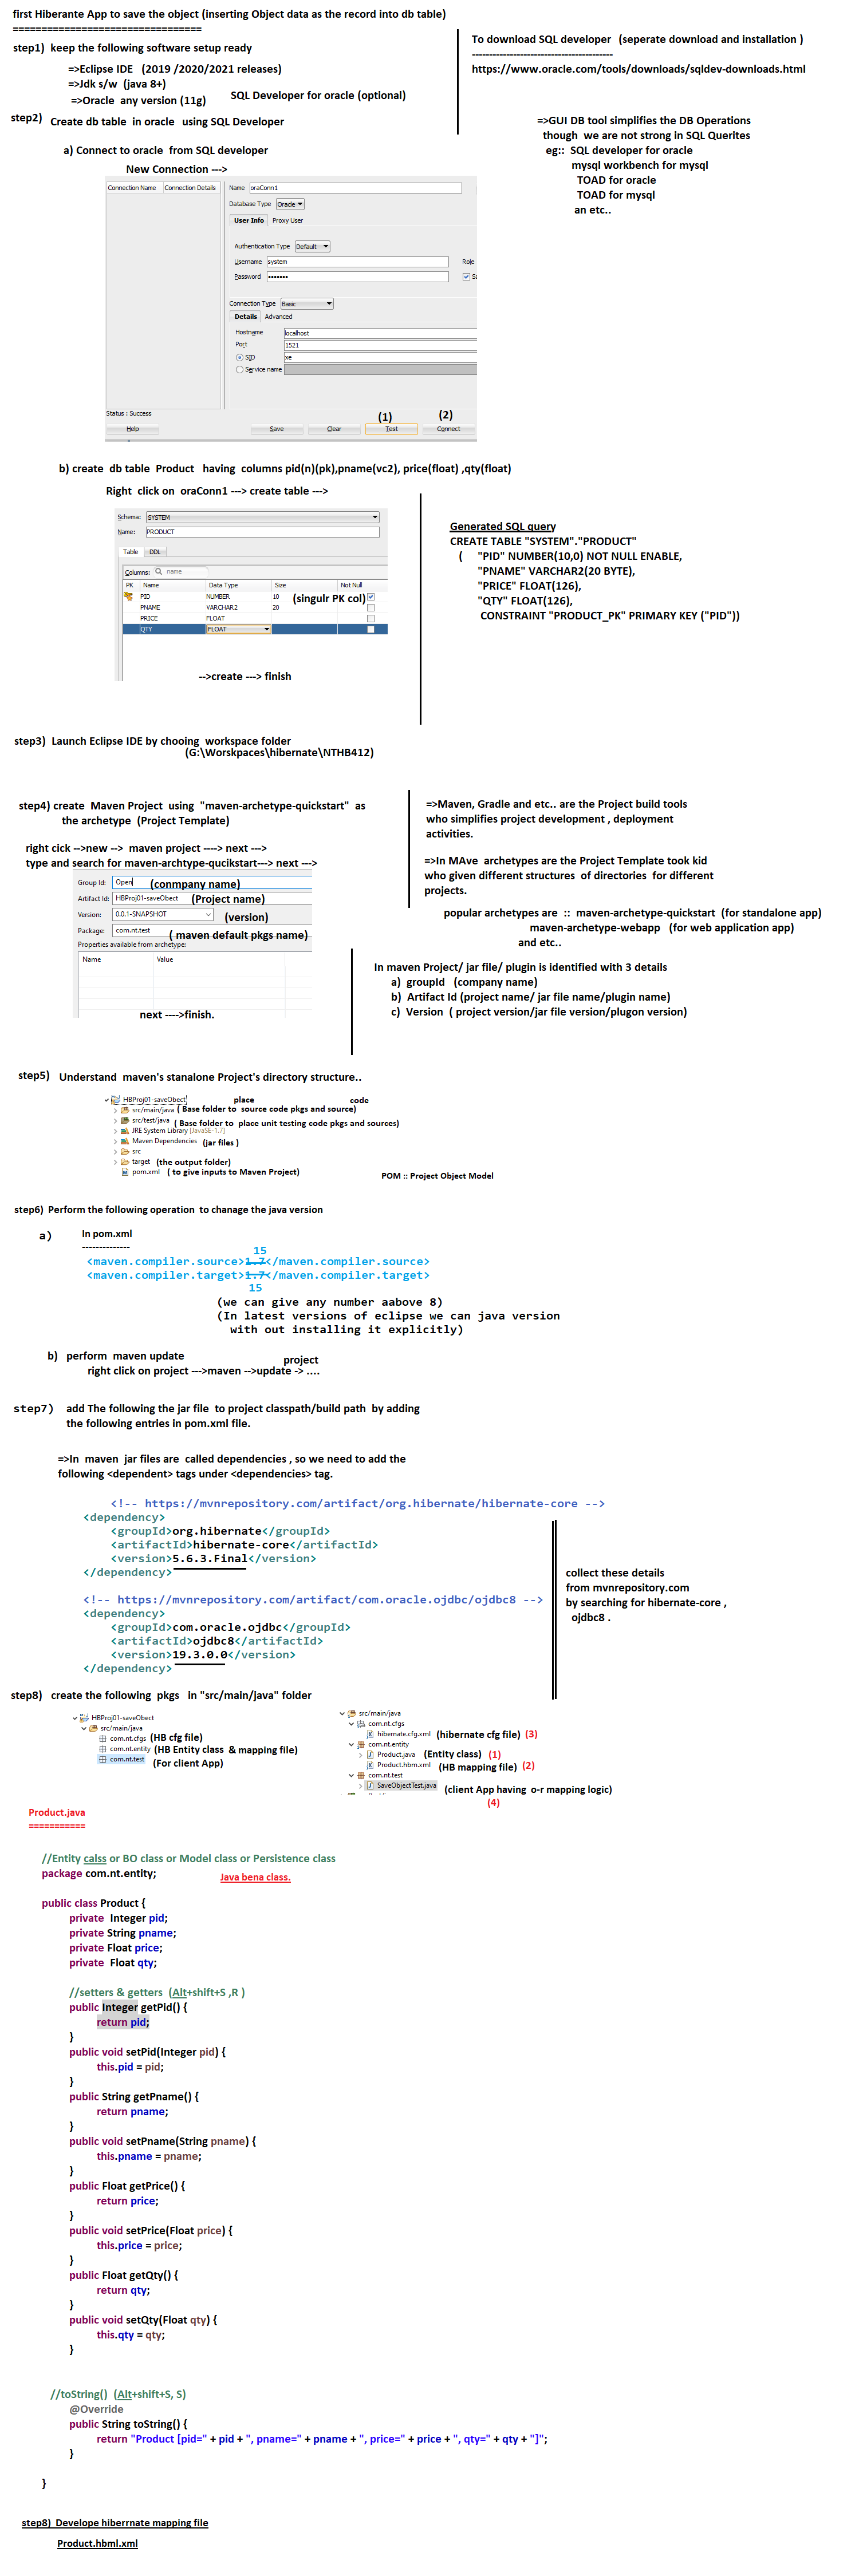 first Hiberante App to save the object (inserting Object data as the record into db table)
================================
step1) keep the following software setup ready
=>Eclipse IDE (2019 /2020/2021 releases)
=>Jdk s/w (java 8+)
=>Oracle any version (11g)
SQL Developer for oracle (optional)
To download SQL developer (seperate download and installation )
-----------------------------------------
https://www.oracle.com/tools/downloads/sqldev-downloads.html
step2) Create db table in oracle using SQL Developer
=>GUI DB tool simplifies the DB Operations
though we are not strong in SQL Querites
eg:: SQL developer for oracle
mysql workbench for mysql
TOAD for oracle
TOAD for mysql
an etc..
a) Connect to oracle from SQL developer
New Connection --->
Connection Name Connection Details
Name oraConn1
Database Type Oracle
User Info Proxy User
Authentication Type Default
Username system
Role
Password •••••••
Connection Type Basic
Details Advanced
Hostname localhost
Port 1521
SID xe
Service name
Status : Success
(1) (2)
Help Save Clear Test Connect
b) create db table Product having columns pid(n)(pk),pname(vc2), price(float) ,qty(float)
Right click on oraConn1 ---> create table --->
Schema: SYSTEM
Name: PRODUCT
Table DDL
Columns: name
PK Name Data Type Size Not Null
PID NUMBER 10 (singulr PK col)
PNAME VARCHAR2 20
PRICE FLOAT
QTY FLOAT
-->create ---> finish
Generated SQL query
CREATE TABLE "SYSTEM"."PRODUCT"
( "PID" NUMBER(10,0) NOT NULL ENABLE,
"PNAME" VARCHAR2(20 BYTE),
"PRICE" FLOAT(126),
"QTY" FLOAT(126),
CONSTRAINT "PRODUCT_PK" PRIMARY KEY ("PID"))
step3) Launch Eclipse IDE by chooing workspace folder
(G:\Worskpaces\hibernate\NTHB412)
step4) create Maven Project using "maven-archetype-quickstart" as
the archetype (Project Template)
right cick -->new --> maven project ----> next --->
type and search for maven-archtype-qucikstart---> next --->
Group Id: Open (conmpany name)
Artifact Id: HBProj01-saveObect (Project name)
Version: 0.0.1-SNAPSHOT (version)
Package: com.nt.test ( maven default pkgs name)
Properties available from archetype:
Name Value
next ---->finish.
=>Maven, Gradle and etc.. are the Project build tools
who simplifies project development , deployment
activities.
=>In MAve archetypes are the Project Template took kid
who given different structures of directories for different
projects.
popular archetypes are :: maven-archetype-quickstart (for standalone app)
maven-archetype-webapp (for web application app)
and etc..
In maven Project/ jar file/ plugin is identified with 3 details
a) groupId (company name)
b) Artifact Id (project name/ jar file name/plugin name)
c) Version ( project version/jar file version/plugon version)
step5) Understand maven's stanalone Project's directory structure..
HBProj01-saveObect place code
src/main/java ( Base folder to source code pkgs and source)
src/test/java ( Base folder to place unit testing code pkgs and sources)
JRE System Library [JavaSE-1.7]
Maven Dependencies (jar files )
src
target (the output folder)
pom.xml ( to give inputs to Maven Project)
POM :: Project Object Model
step6) Perform the following operation to chanage the java version
a) In pom.xml
--------------
15
<maven.compiler.source>1.7</maven.compiler.source>
<maven.compiler.target>1.7</maven.compiler.target>
15
(we can give any number aabove 8)
(In latest versions of eclipse we can java version
with out installing it explicitly)
b) perform maven update
project
right click on project --->maven -->update -> ....
step7) add The following the jar file to project classpath/build path by adding
the following entries in pom.xml file.
=>In maven jar files are called dependencies , so we need to add the
following <dependent> tags under <dependencies> tag.
<!-- https://mvnrepository.com/artifact/org.hibernate/hibernate-core -->
<dependency>
<groupId>org.hibernate</groupId>
<artifactId>hibernate-core</artifactId>
<version>5.6.3.Final</version>
</dependency>
<!-- https://mvnrepository.com/artifact/com.oracle.ojdbc/ojdbc8 -->
<dependency>
<groupId>com.oracle.ojdbc</groupId>
<artifactId>ojdbc8</artifactId>
<version>19.3.0.0</version>
</dependency>
collect these details
from mvnrepository.com
by searching for hibernate-core ,
ojdbc8 .
step8) create the following pkgs in "src/main/java" folder
HBProj01-saveObect
src/main/java
com.nt.cfgs (HB cfg file)
com.nt.entity (HB Entity class & mapping file)
com.nt.test (For client App)
src/main/java
com.nt.cfgs
hibernate.cfg.xml (hibernate cfg file) (3)
com.nt.entity
Product.java (Entity class) (1)
Product.hbm.xml (HB mapping file) (2)
com.nt.test
SaveObjectTest.java (client App having o-r mapping logic)
(4)
Product.java
===========
//Entity calss or BO class or Model class or Persistence class
package com.nt.entity;
Java bena class.
public class Product {
private Integer pid;
private String pname;
private Float price;
private Float qty;
//setters & getters (Alt+shift+S ,R )
public Integer getPid() {
return pid;
}
public void setPid(Integer pid) {
this.pid = pid;
}
public String getPname() {
return pname;
}
public void setPname(String pname) {
this.pname = pname;
}
public Float getPrice() {
return price;
}
public void setPrice(Float price) {
this.price = price;
}
public Float getQty() {
return qty;
}
public void setQty(Float qty) {
this.qty = qty;
}
//toString() (Alt+shift+S, S)
@Override
public String toString() {
return "Product [pid=" + pid + ", pname=" + pname + ", price=" + price + ", qty=" + qty + "]";
}
}
step8) Develope hiberrnate mapping file
Product.hbml.xml